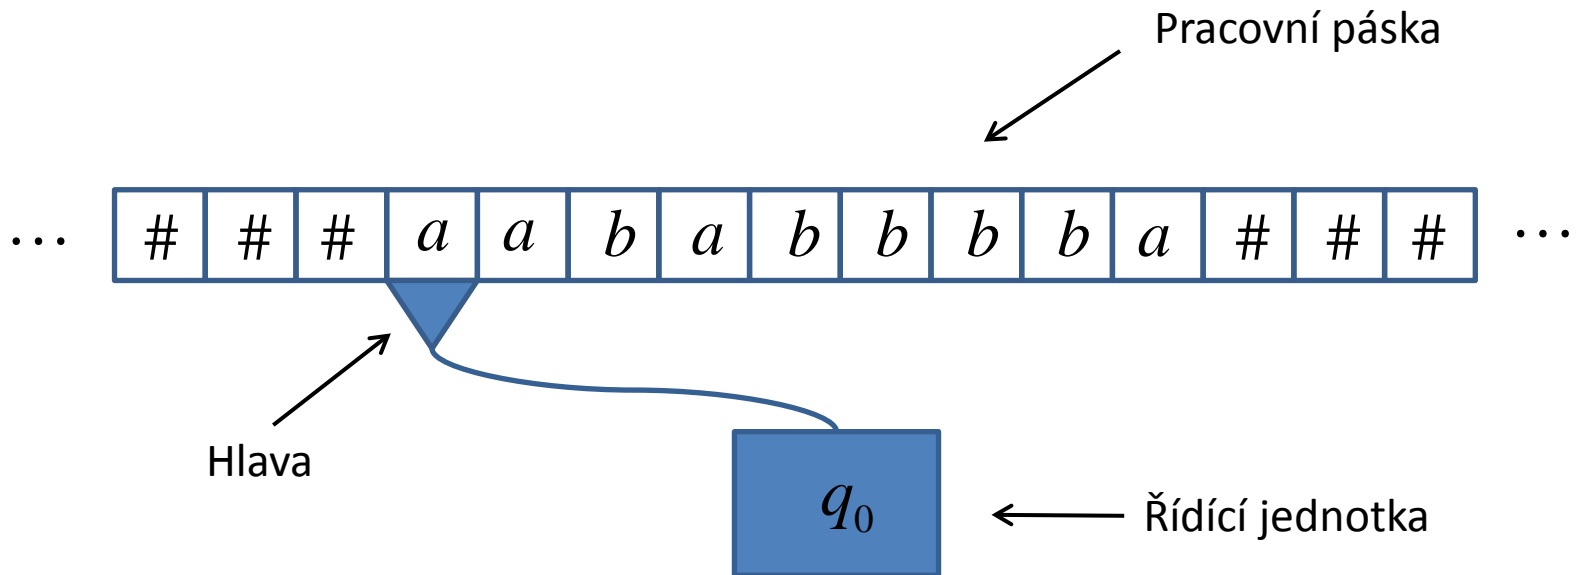 Pracovní páska
… # # # a a b a b b b b a # # # …
Hlava
q₀
Řídící jednotka